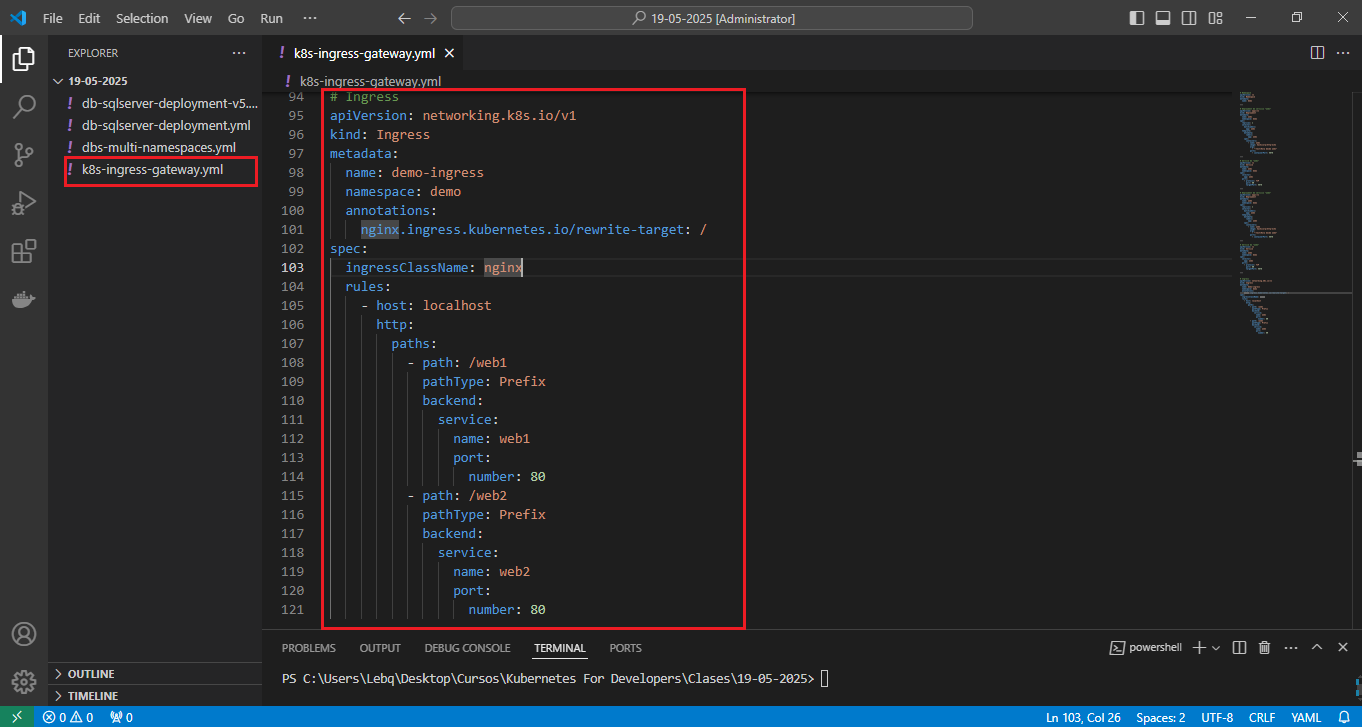 File Edit Selection View Go Run ···
19-05-2025 [Administrator]
EXPLORER ···
19-05-2025
! db-sqlserver-deployment-v5....
! db-sqlserver-deployment.yml
! dbs-multi-namespaces.yml
! k8s-ingress-gateway.yml
OUTLINE
TIMELINE
! k8s-ingress-gateway.yml
! k8s-ingress-gateway.yml
94 # Ingress
95 apiVersion: networking.k8s.io/v1
96 kind: Ingress
97 metadata:
98 name: demo-ingress
99 namespace: demo
100 annotations:
101 nginx.ingress.kubernetes.io/rewrite-target: /
102 spec:
103 ingressClassName: nginx
104 rules:
105 - host: localhost
106 http:
107 paths:
108 - path: /web1
109 pathType: Prefix
110 backend:
111 service:
112 name: web1
113 port:
114 number: 80
115 - path: /web2
116 pathType: Prefix
117 backend:
118 service:
119 name: web2
120 port:
121 number: 80
PROBLEMS OUTPUT DEBUG CONSOLE TERMINAL PORTS
powershell
PS C:\Users\Lebq\Desktop\Cursos\Kubernetes For Developers\Clases\19-05-2025>
0 0 0
Ln 103, Col 26 Spaces: 2 UTF-8 CRLF YAML